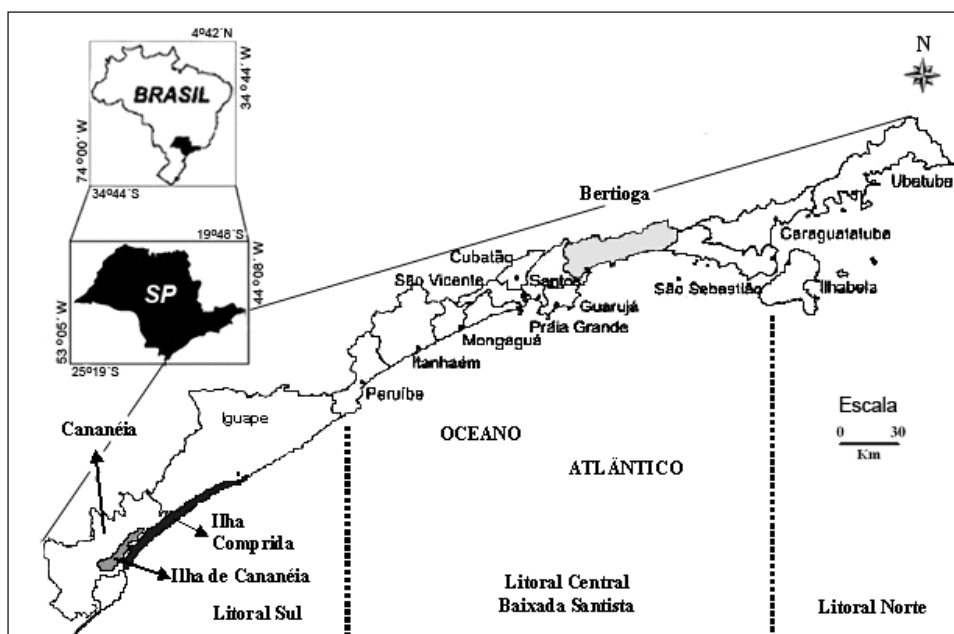 4º42´N
BRASIL
34º44´ W
74º00´ W
34º44´S
N
Bertioga
Ubatuba
Caraguatatuba
Cubatão
São Vicente
Santos
São Sebastião
Ilhabela
Guarujá
Praia Grande
Mongaguá
Itanhaém
Peruíbe
19º48´S
SP
44º08´ W
53º05´ W
25º19´S
Iguape
Cananéia
OCEANO
ATLÂNTICO
Escala
0 30
Km
Ilha
Comprida
Ilha de Cananéia
Litoral Sul
Litoral Central
Baixada Santista
Litoral Norte